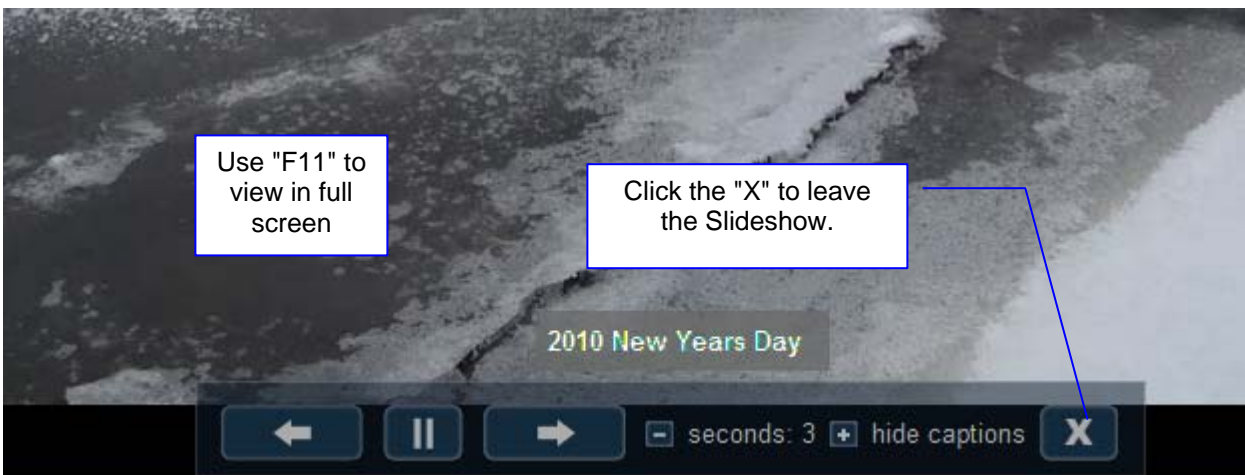 Use "F11" to
view in full
screen
Click the "X" to leave
the Slideshow.
2010 New Years Day
- seconds: 3 + hide captions X